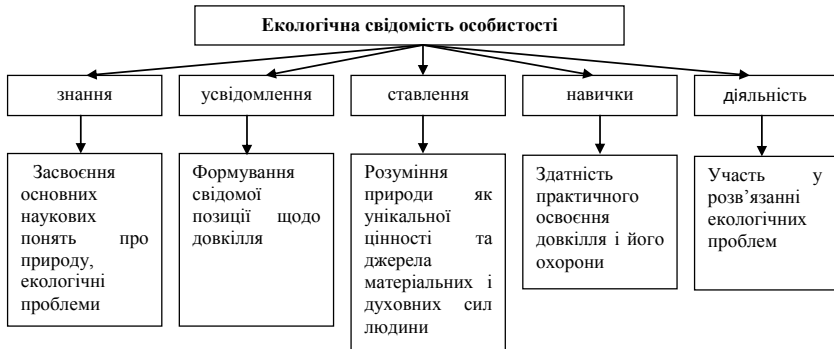 Екологічна свідомість особистості
знання
усвідомлення
ставлення
навички
діяльність
Засвоєння
основних
наукових
понять про
природу,
екологічні
проблеми
Формування
свідомої
позиції щодо
довкілля
Розуміння
природи як
унікальної
цінності та
джерела
матеріальних і
духовних сил
людини
Здатність
практичного
освоєння
довкілля і його
охорони
Участь у
розв’язанні
екологічних
проблем